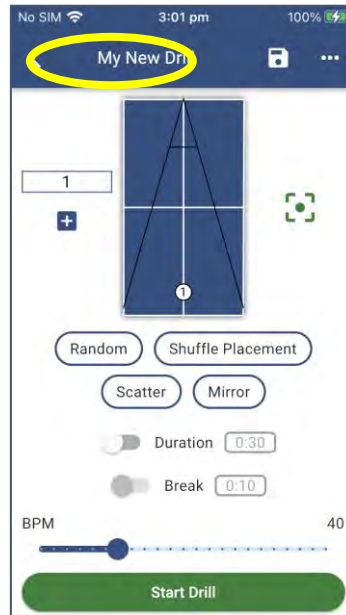 No SIM 3:01 pm 100%
My New Drill
1
1
Random Shuffle Placement
Scatter Mirror
Duration 0:30
Break 0:10
BPM 40
Start Drill